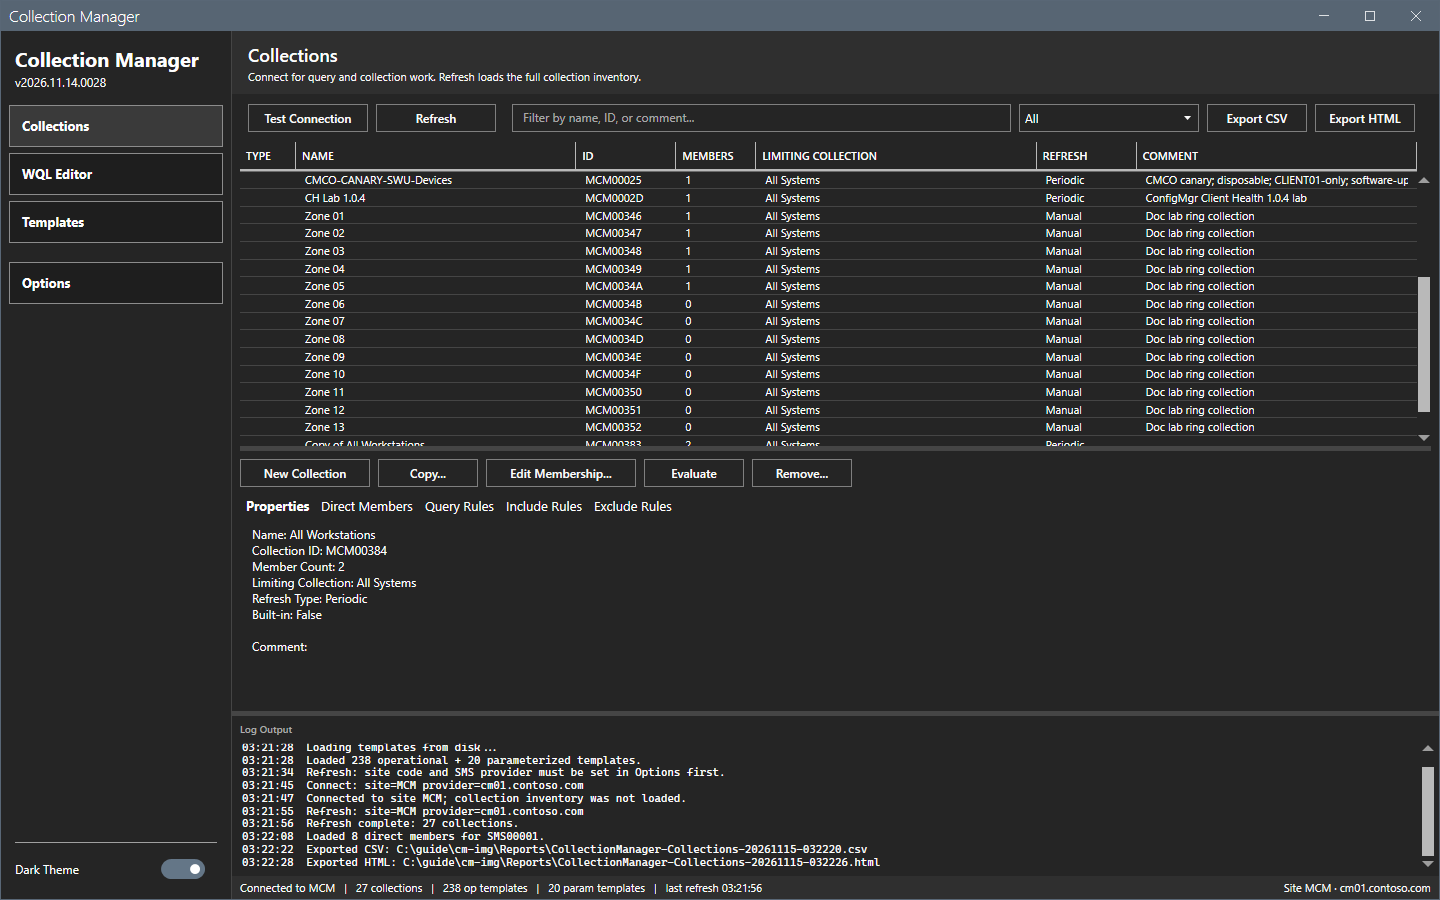 Collection Manager
Collection Manager
v2026.11.14.0028
Collections
WQL Editor
Templates
Options
Dark Theme
Collections
Connect for query and collection work. Refresh loads the full collection inventory.
Test Connection Refresh Filter by name, ID, or comment... All Export CSV Export HTML
TYPE NAME ID MEMBERS LIMITING COLLECTION REFRESH COMMENT
CMCO-CANARY-SWU-Devices MCM00025 1 All Systems Periodic CMCO canary; disposable; CLIENT01-only; software-up
CH Lab 1.0.4 MCM0002D 1 All Systems Periodic ConfigMgr Client Health 1.0.4 lab
Zone 01 MCM00346 1 All Systems Manual Doc lab ring collection
Zone 02 MCM00347 1 All Systems Manual Doc lab ring collection
Zone 03 MCM00348 1 All Systems Manual Doc lab ring collection
Zone 04 MCM00349 1 All Systems Manual Doc lab ring collection
Zone 05 MCM0034A 1 All Systems Manual Doc lab ring collection
Zone 06 MCM0034B 0 All Systems Manual Doc lab ring collection
Zone 07 MCM0034C 0 All Systems Manual Doc lab ring collection
Zone 08 MCM0034D 0 All Systems Manual Doc lab ring collection
Zone 09 MCM0034E 0 All Systems Manual Doc lab ring collection
Zone 10 MCM0034F 0 All Systems Manual Doc lab ring collection
Zone 11 MCM00350 0 All Systems Manual Doc lab ring collection
Zone 12 MCM00351 0 All Systems Manual Doc lab ring collection
Zone 13 MCM00352 0 All Systems Manual Doc lab ring collection
Copy of All Workstations MCM00383 2 All Systems Periodic
New Collection Copy... Edit Membership... Evaluate Remove...
Properties Direct Members Query Rules Include Rules Exclude Rules
Name: All Workstations
Collection ID: MCM00384
Member Count: 2
Limiting Collection: All Systems
Refresh Type: Periodic
Built-in: False
Comment:
Log Output
03:21:28 Loading templates from disk...
03:21:28 Loaded 238 operational + 20 parameterized templates.
03:21:34 Refresh: site code and SMS provider must be set in Options first.
03:21:45 Connect: site=MCM provider=cm01.contoso.com
03:21:47 Connected to site MCM; collection inventory was not loaded.
03:21:55 Refresh: site=MCM provider=cm01.contoso.com
03:21:56 Refresh complete: 27 collections.
03:22:08 Loaded 8 direct members for SMS00001.
03:22:22 Exported CSV: C:\guide\cm-img\Reports\CollectionManager-Collections-20261115-032220.csv
03:22:28 Exported HTML: C:\guide\cm-img\Reports\CollectionManager-Collections-20261115-032226.html
Connected to MCM | 27 collections | 238 op templates | 20 param templates | last refresh 03:21:56 Site MCM · cm01.contoso.com